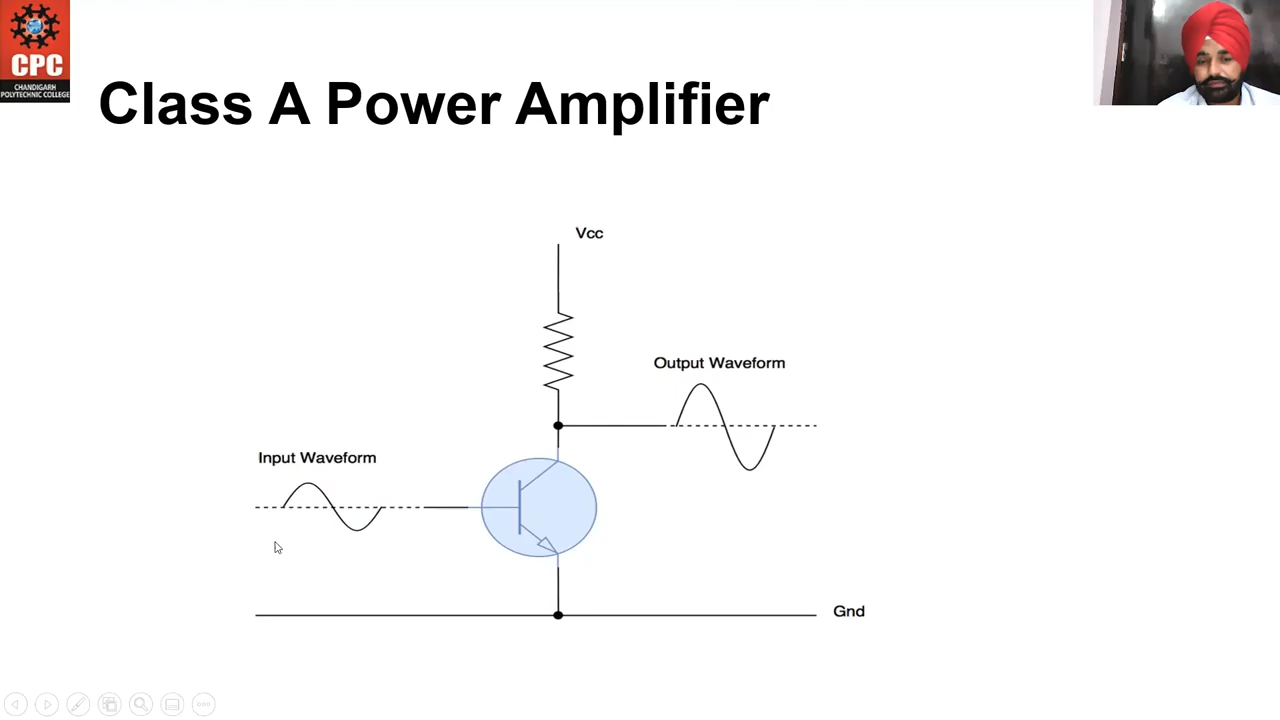 CPC
CHANDIGARH
POLYTECHNIC COLLEGE
Class A Power Amplifier
Vcc
Output Waveform
Input Waveform
Gnd